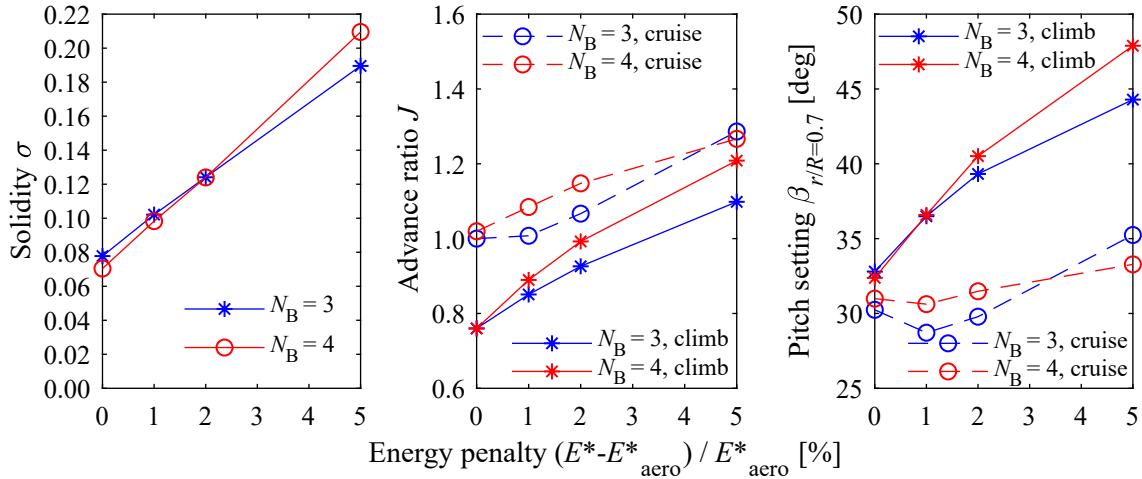 Solidity σ
0.22
0.20
0.18
0.16
0.14
0.12
0.10
0.08
0.06
0.04
0.02
0.00
0 1 2 3 4 5
N_B = 3
N_B = 4
Advance ratio J
1.6
1.4
1.2
1.0
0.8
0.6
0 1 2 3 4 5
N_B = 3, cruise
N_B = 4, cruise
N_B = 3, climb
N_B = 4, climb
Pitch setting β_r/R=0.7 [deg]
50
45
40
35
30
25
0 1 2 3 4 5
N_B = 3, climb
N_B = 4, climb
N_B = 3, cruise
N_B = 4, cruise
Energy penalty (E*-E*_aero) / E*_aero [%]